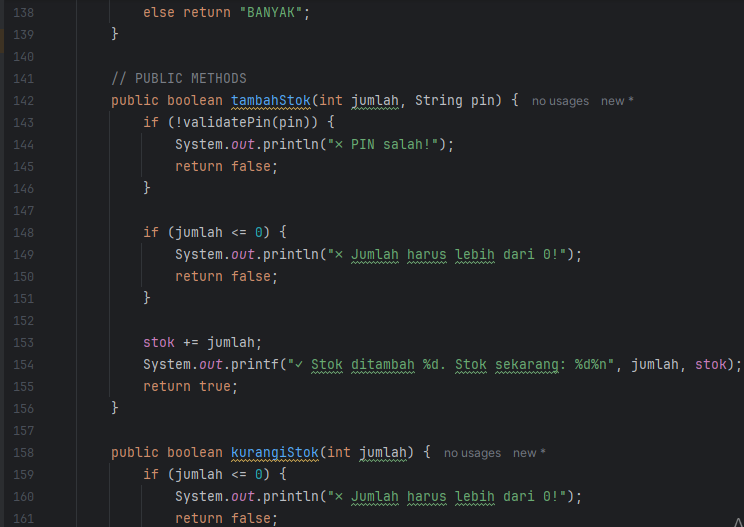 138 else return "BANYAK";
139 }
140
141 // PUBLIC METHODS
142 public boolean tambahStok(int jumlah, String pin) { no usages new *
143 if (!validatePin(pin)) {
144 System.out.println("✕ PIN salah!");
145 return false;
146 }
147
148 if (jumlah <= 0) {
149 System.out.println("✕ Jumlah harus lebih dari 0!");
150 return false;
151 }
152
153 stok += jumlah;
154 System.out.printf("✓ Stok ditambah %d. Stok sekarang: %d%n", jumlah, stok);
155 return true;
156 }
157
158 public boolean kurangiStok(int jumlah) { no usages new *
159 if (jumlah <= 0) {
160 System.out.println("✕ Jumlah harus lebih dari 0!");
161 return false;